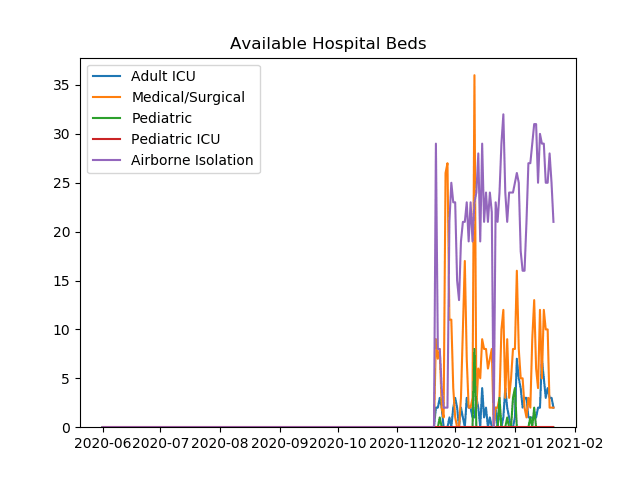 Available Hospital Beds
Adult ICU
Medical/Surgical
Pediatric
Pediatric ICU
Airborne Isolation
35
30
25
20
15
10
5
0
2020-06 2020-07 2020-08 2020-09 2020-10 2020-11 2020-12 2021-01 2021-02